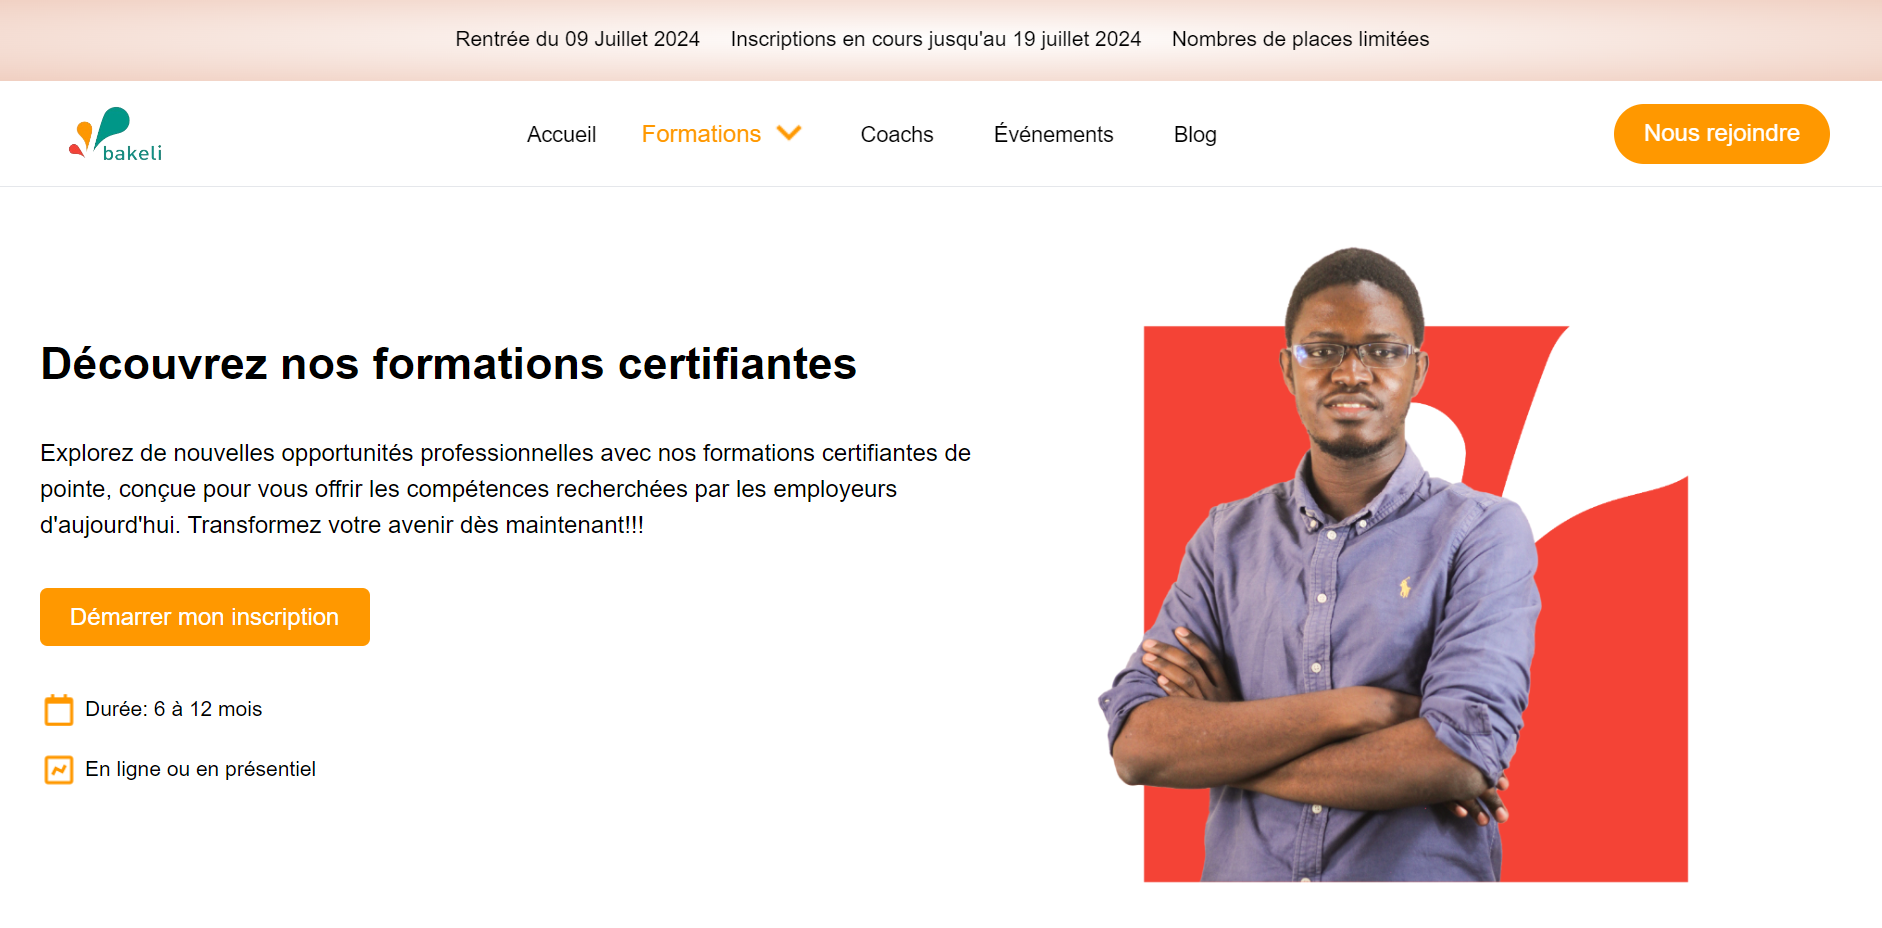 Rentrée du 09 Juillet 2024 Inscriptions en cours jusqu'au 19 juillet 2024 Nombres de places limitées
bakeli
Accueil Formations Coachs Événements Blog
Nous rejoindre
Découvrez nos formations certifiantes
Explorez de nouvelles opportunités professionnelles avec nos formations certifiantes de
pointe, conçue pour vous offrir les compétences recherchées par les employeurs
d'aujourd'hui. Transformez votre avenir dès maintenant!!!
Démarrer mon inscription
Durée: 6 à 12 mois
En ligne ou en présentiel